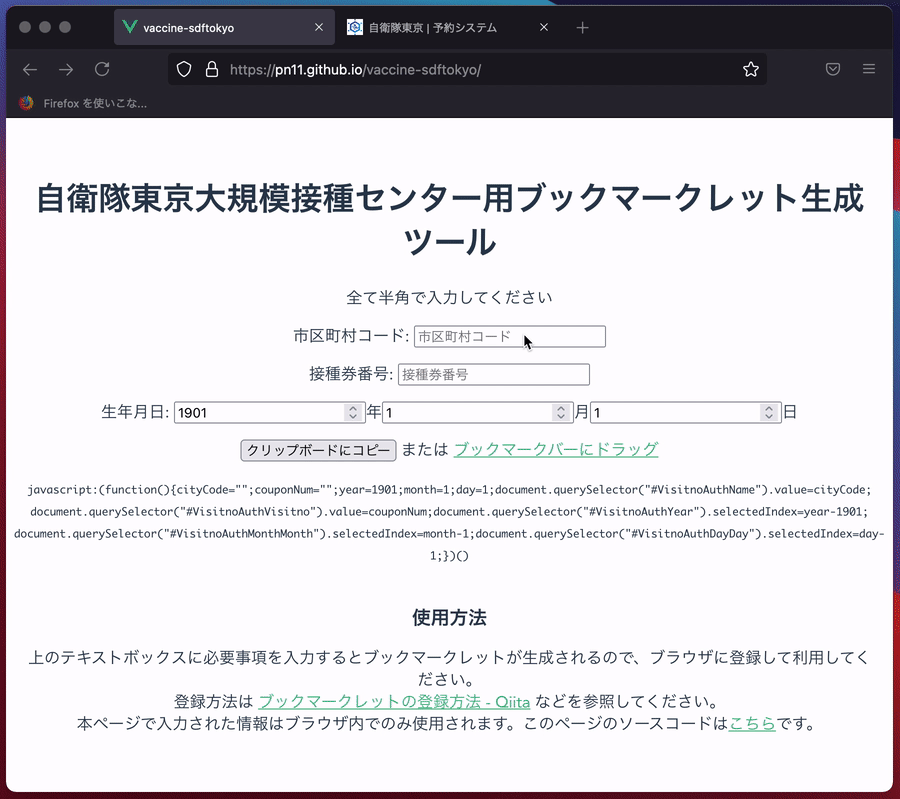 vaccine-sdftokyo
自衛隊東京 | 予約システム
https://pn11.github.io/vaccine-sdftokyo/
Firefox を使いこな...
自衛隊東京大規模接種センター用ブックマークレット生成
ツール
全て半角で入力してください
市区町村コード: 市区町村コード
接種券番号: 接種券番号
生年月日: 1901 年 1 月 1 日
クリップボードにコピー または ブックマークバーにドラッグ
javascript:(function(){cityCode="";couponNum="";year=1901;month=1;day=1;document.querySelector("#VisitnoAuthName").value=cityCode;
document.querySelector("#VisitnoAuthVisitno").value=couponNum;document.querySelector("#VisitnoAuthYear").selectedIndex=year-1901;
document.querySelector("#VisitnoAuthMonthMonth").selectedIndex=month-1;document.querySelector("#VisitnoAuthDayDay").selectedIndex=day-
1;})()
使用方法
上のテキストボックスに必要事項を入力するとブックマークレットが生成されるので、ブラウザに登録して利用してく
ださい。
登録方法は ブックマークレットの登録方法 - Qiita などを参照してください。
本ページで入力された情報はブラウザ内でのみ使用されます。このページのソースコードはこちらです。